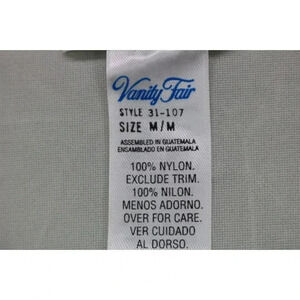 Vanity Fair
STYLE 31-107
SIZE M/M
ASSEMBLED IN GUATEMALA
ENSAMBLADO EN GUATEMALA
100% NYLON.
EXCLUDE TRIM.
100% NILON.
MENOS ADORNO.
OVER FOR CARE.
VER CUIDADO
AL DORSO.